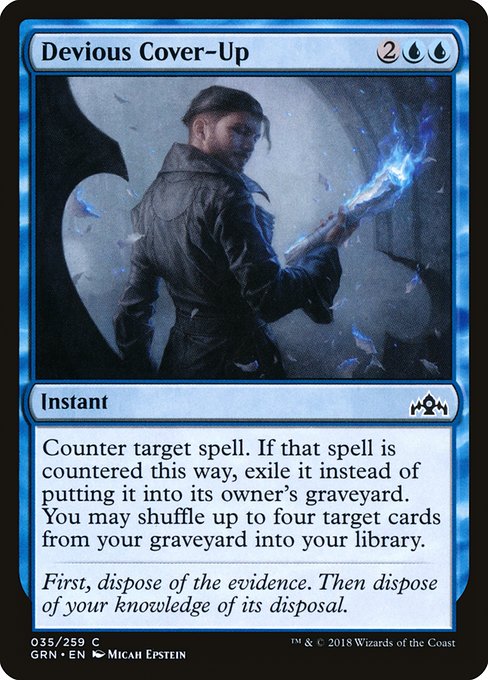 Devious Cover-Up 2
Instant
Counter target spell. If that spell is
countered this way, exile it instead of
putting it into its owner's graveyard.
You may shuffle up to four target cards
from your graveyard into your library.
First, dispose of the evidence. Then dispose
of your knowledge of its disposal.
035/259 C ™ & © 2018 Wizards of the Coast
GRN • EN Micah Epstein